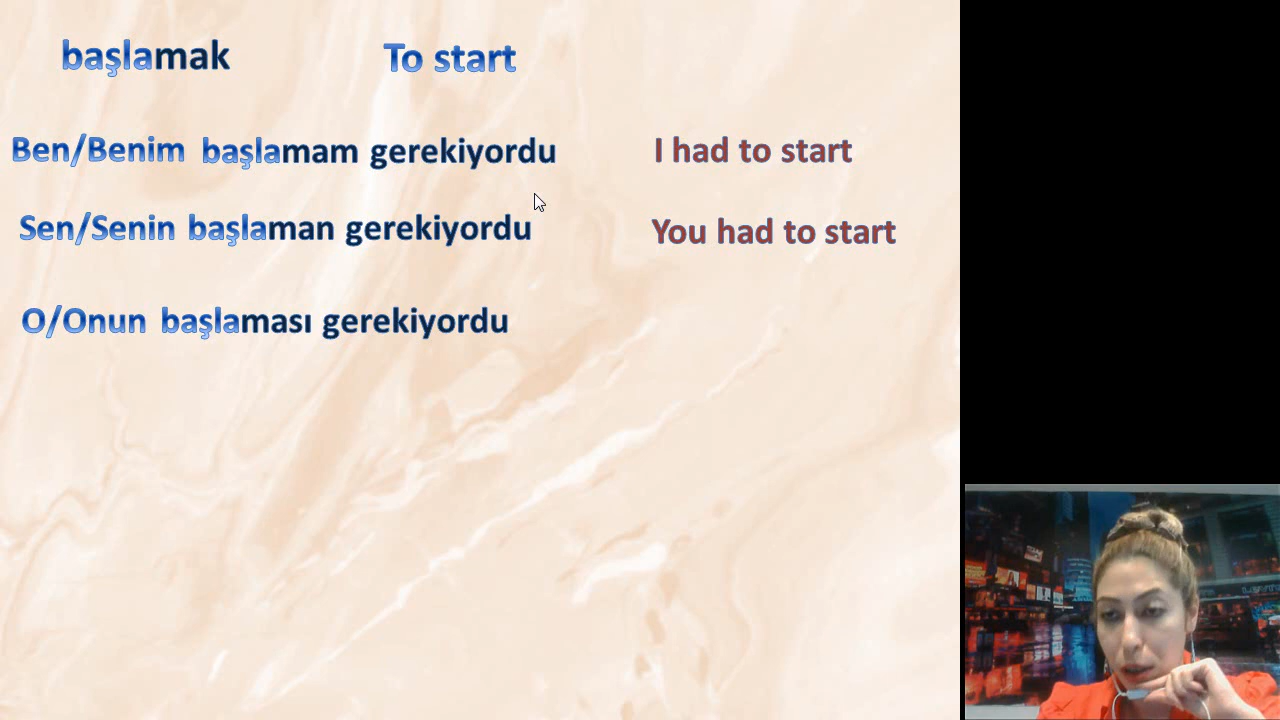 başlamak To start
Ben/Benim başlamam gerekiyordu I had to start
Sen/Senin başlaman gerekiyordu You had to start
O/Onun başlaması gerekiyordu